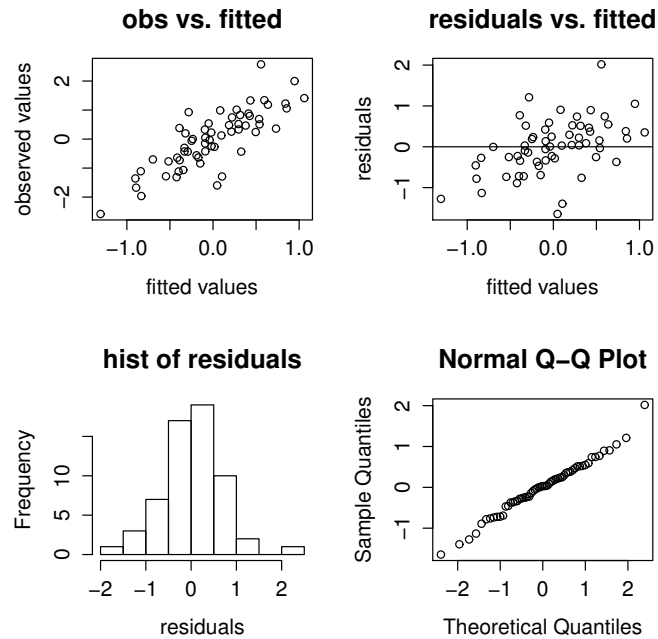 obs vs. fitted
observed values
2
0
−2
−1.0
0.0
1.0
fitted values
residuals vs. fitted
residuals
2
1
0
−1
−1.0
0.0
1.0
fitted values
hist of residuals
Frequency
10
5
0
−2
−1
0
1
2
residuals
Normal Q−Q Plot
Sample Quantiles
2
1
0
−1
−2
−1
0
1
2
Theoretical Quantiles